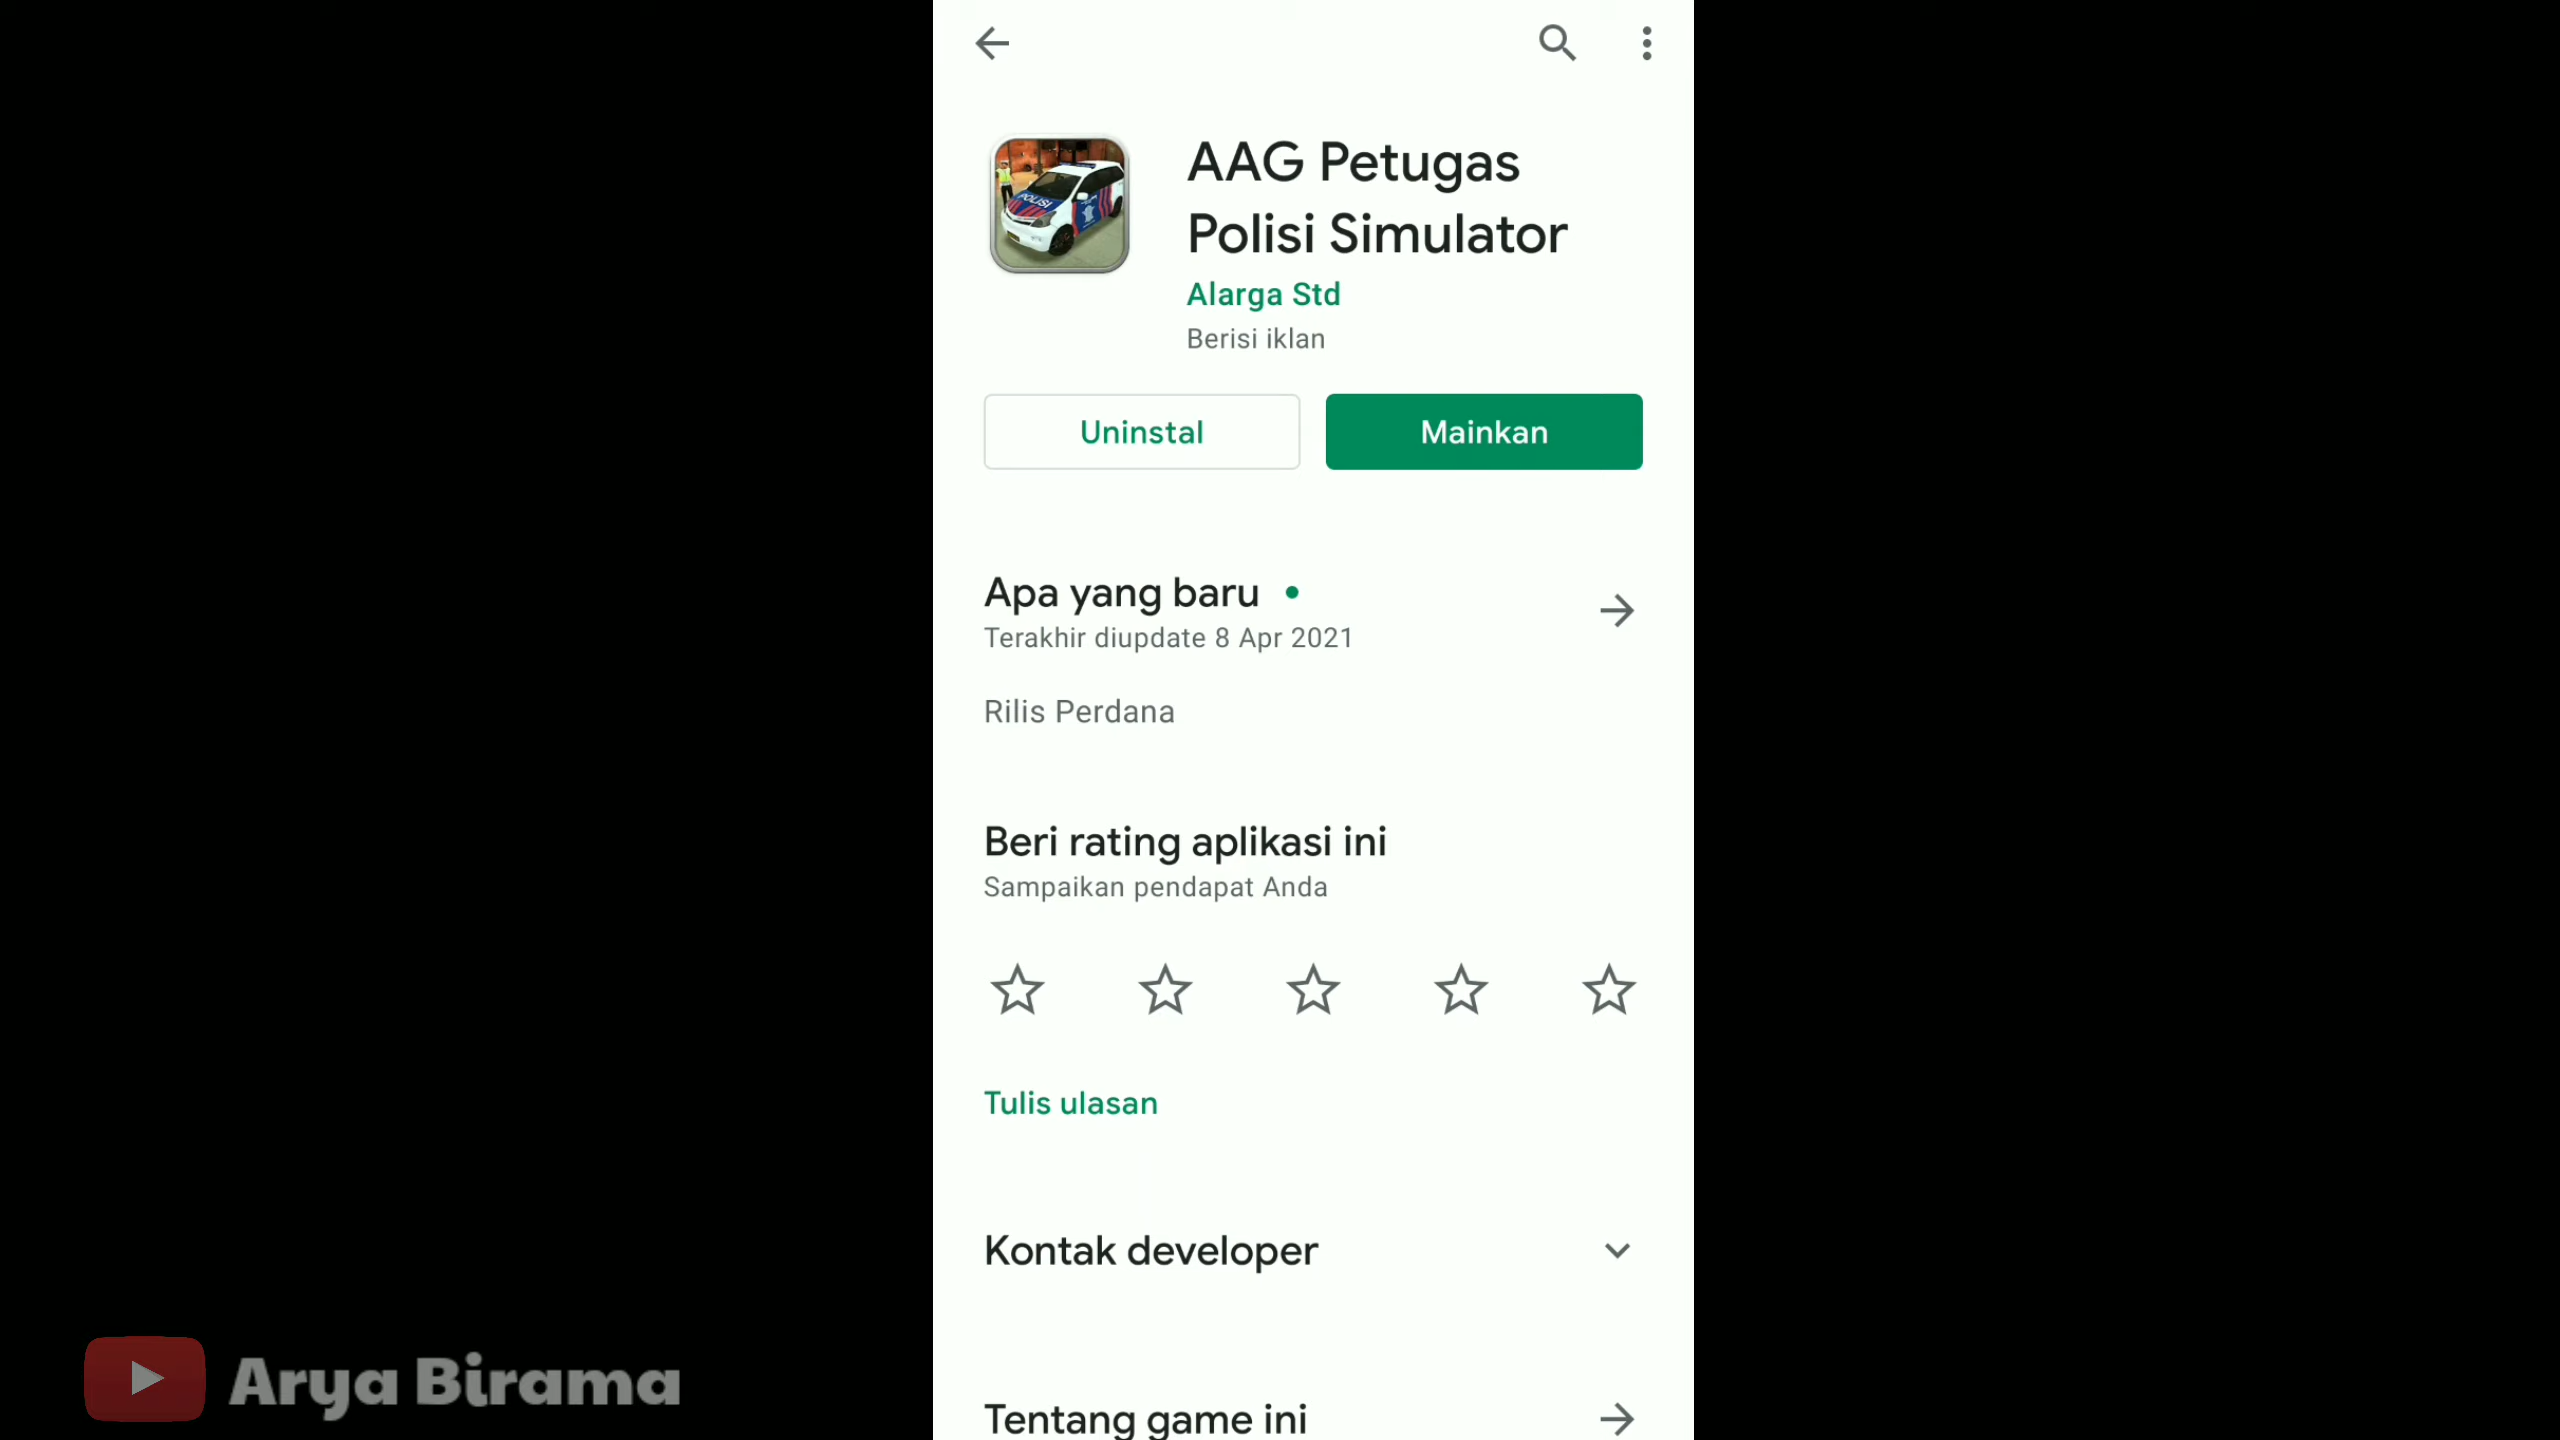 AAG Petugas
Polisi Simulator
Alarga Std
Berisi iklan
Uninstal
Mainkan
Apa yang baru
Terakhir diupdate 8 Apr 2021
Rilis Perdana
Beri rating aplikasi ini
Sampaikan pendapat Anda
Tulis ulasan
Kontak developer
Tentang game ini
Arya Birama
POLISI